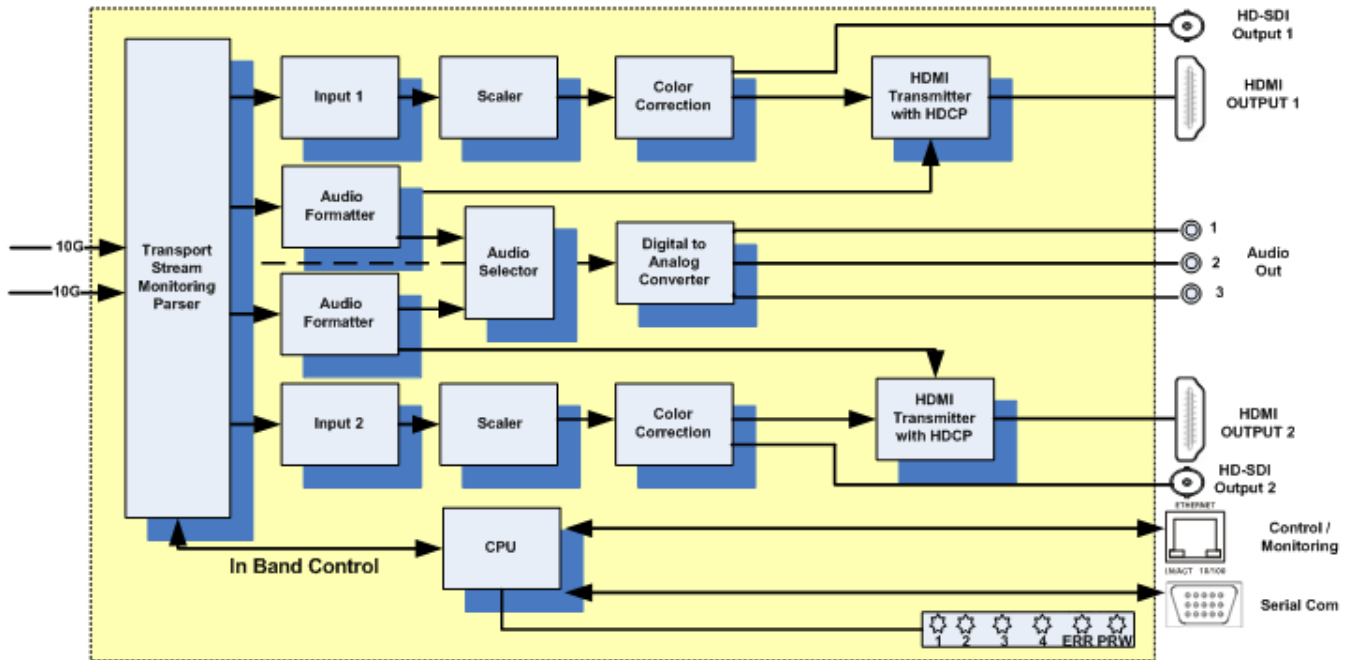 HD-SDI
Output 1
Input 1
Scaler
Color
Correction
HDMI
Transmitter
with HDCP
HDMI
OUTPUT 1
Audio
Formatter
10G
10G
Transport
Stream
Monitoring
Parser
Audio
Selector
Digital to
Analog
Converter
1
2
3
Audio
Out
Audio
Formatter
Input 2
Scaler
Color
Correction
HDMI
Transmitter
with HDCP
HDMI
OUTPUT 2
HD-SDI
Output 2
ETHERNET
Control /
Monitoring
CPU
In Band Control
10/100
Serial Com
1 2 3 4 ERR PRW